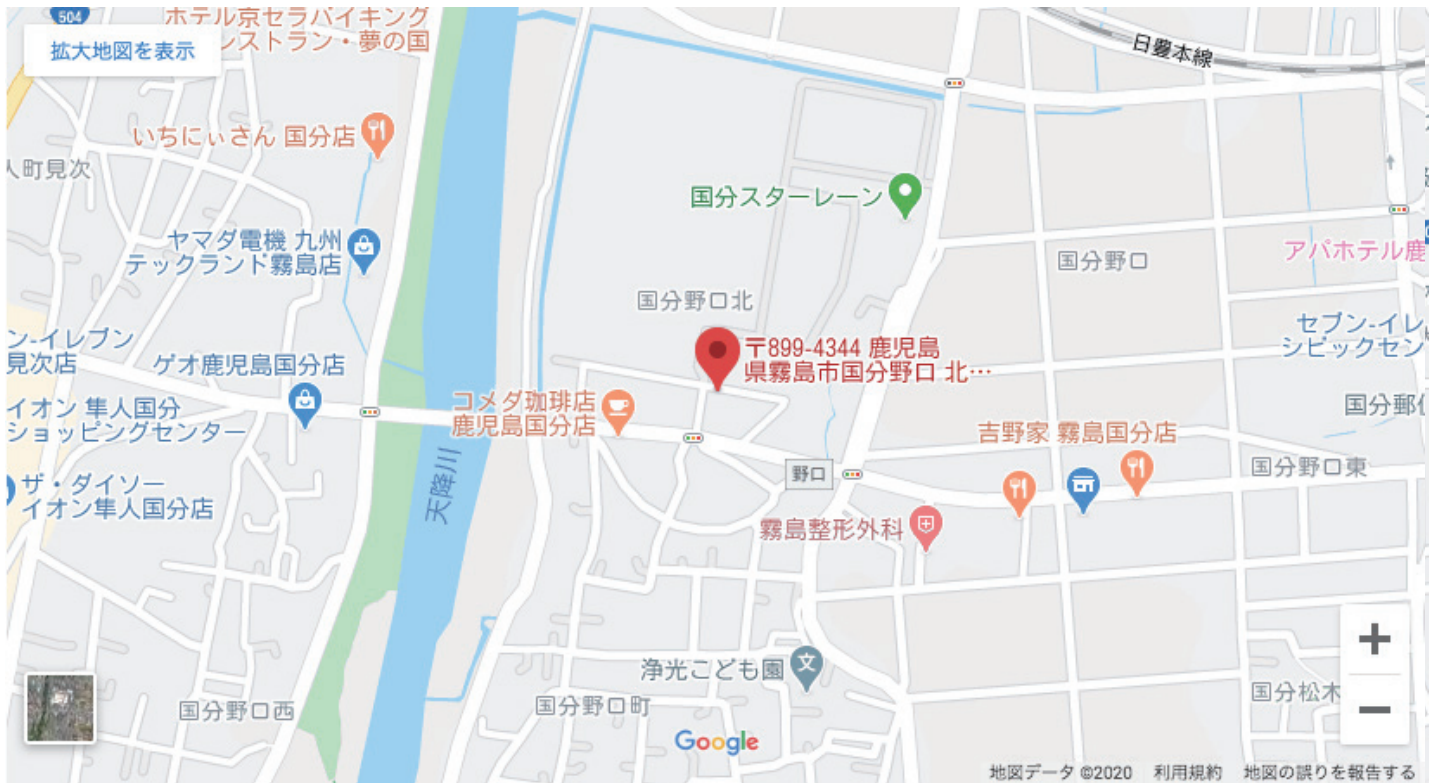 504
ホテル京セラバイキング
レストラン・夢の国
拡大地図を表示
日豊本線
いちにぃさん 国分店
人町見次
国分スターレーン
ヤマダ電機 九州
テックランド霧島店
国分野口
アパホテル鹿
国分野口北
ン-イレブン
見次店
ゲオ鹿児島国分店
〒899-4344 鹿児島
県霧島市国分野口 北…
セブン-イレ
シビックセン
コメダ珈琲店
鹿児島国分店
イオン 隼人国分
ショッピングセンター
国分郵便
吉野家 霧島国分店
国分野口東
野口
天降川
ザ・ダイソー
イオン隼人国分店
霧島整形外科
浄光こども園
国分野口西
国分野口町
国分松木
Google
地図データ ©2020 利用規約 地図の誤りを報告する